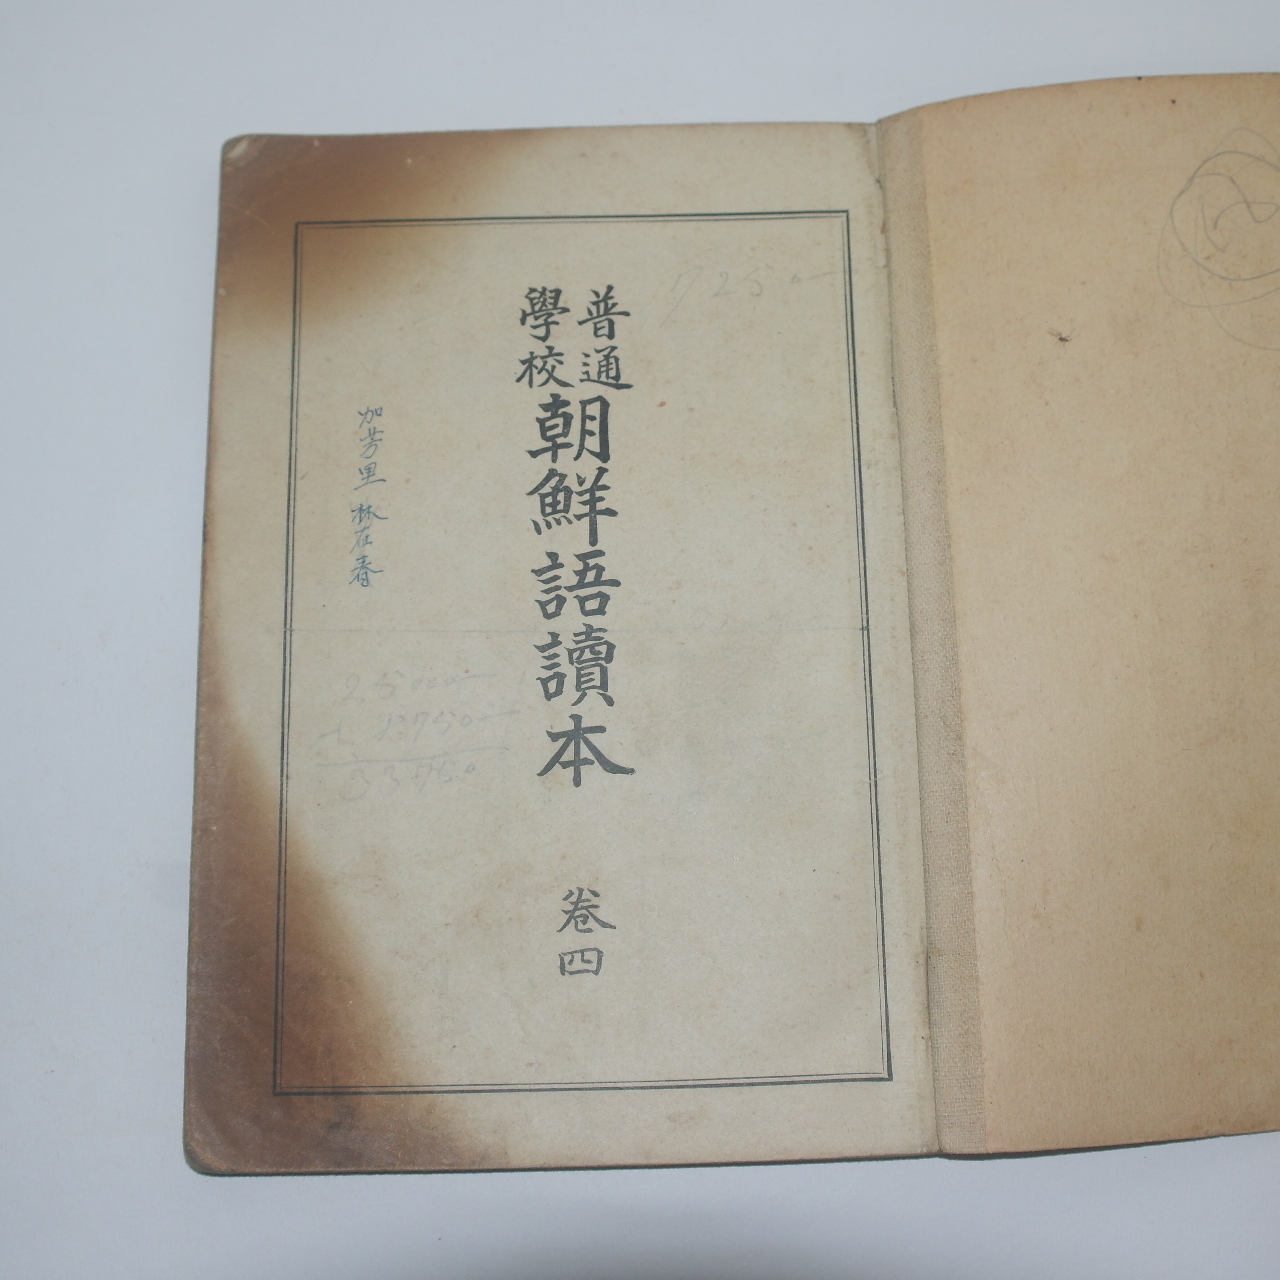 普通
學校
朝鮮語讀本
卷四
加芳里 林在春